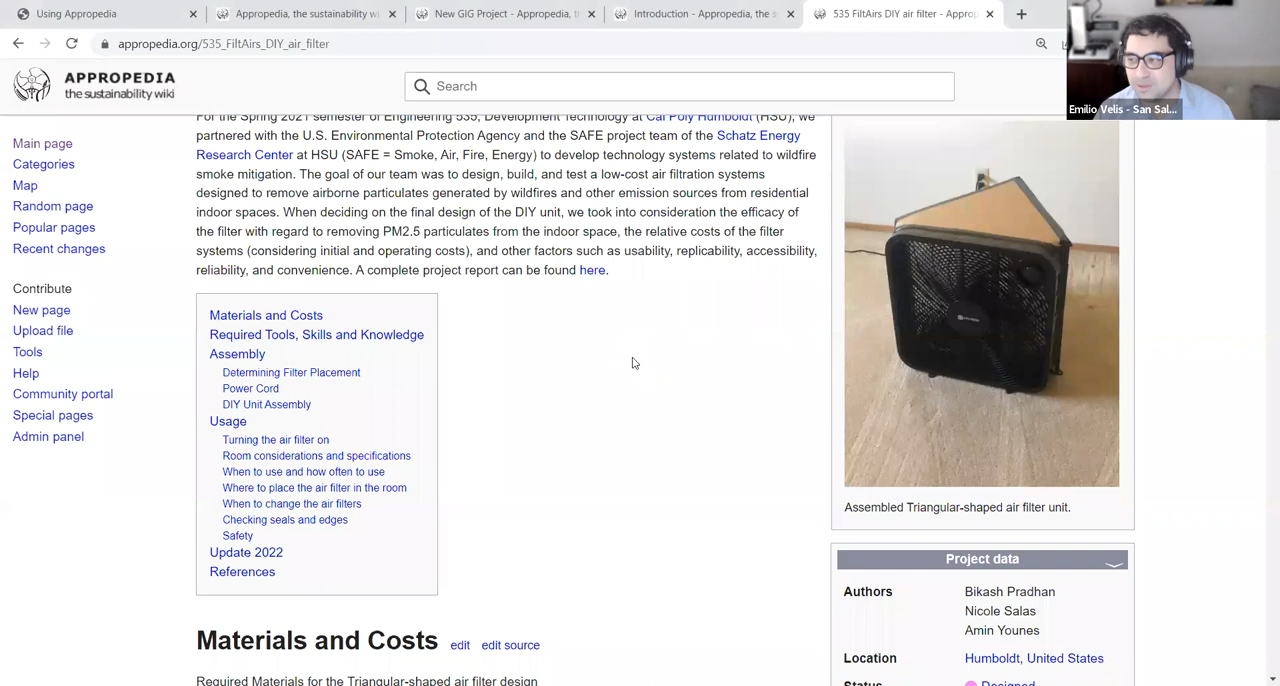 Using Appropedia
Appropedia, the sustainability wi
New GIG Project - Appropedia, t
Introduction - Appropedia, the s
535 FiltAirs DIY air filter - Approp
appropedia.org/535_FiltAirs_DIY_air_filter
APPROPEDIA
the sustainability wiki
Search
Emilio Velis - San Sal...
Main page
Categories
Map
Random page
Popular pages
Recent changes
Contribute
New page
Upload file
Tools
Help
Community portal
Special pages
Admin panel
For the Spring 2021 semester of Engineering 535, Development Technology at Cal Poly Humboldt (HSU), we
partnered with the U.S. Environmental Protection Agency and the SAFE project team of the Schatz Energy
Research Center at HSU (SAFE = Smoke, Air, Fire, Energy) to develop technology systems related to wildfire
smoke mitigation. The goal of our team was to design, build, and test a low-cost air filtration systems
designed to remove airborne particulates generated by wildfires and other emission sources from residential
indoor spaces. When deciding on the final design of the DIY unit, we took into consideration the efficacy of
the filter with regard to removing PM2.5 particulates from the indoor space, the relative costs of the filter
systems (considering initial and operating costs), and other factors such as usability, replicability, accessibility,
reliability, and convenience. A complete project report can be found here.
Materials and Costs
Required Tools, Skills and Knowledge
Assembly
Determining Filter Placement
Power Cord
DIY Unit Assembly
Usage
Turning the air filter on
Room considerations and specifications
When to use and how often to use
Where to place the air filter in the room
When to change the air filters
Checking seals and edges
Safety
Update 2022
References
Materials and Costs edit edit source
Required Materials for the Triangular-shaped air filter design
Assembled Triangular-shaped air filter unit.
Project data
Authors Bikash Pradhan
Nicole Salas
Amin Younes
Location Humboldt, United States
Status Designed